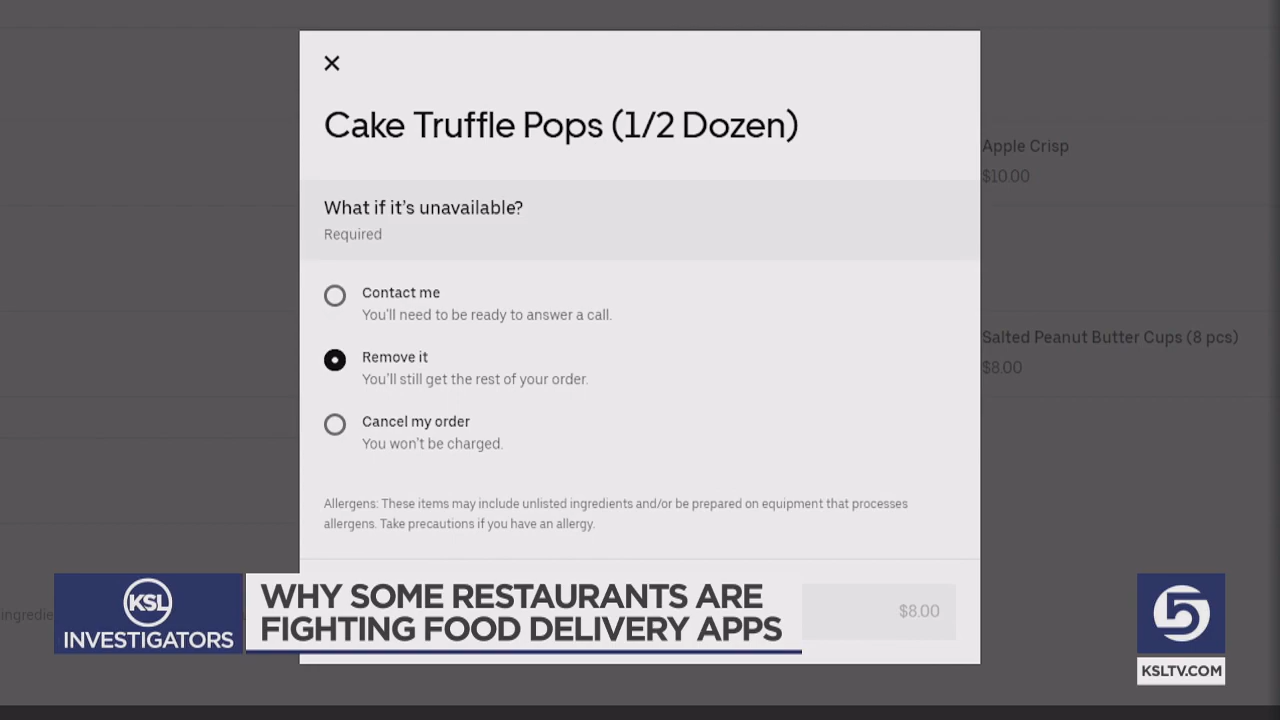 Cake Truffle Pops (1/2 Dozen)
Apple Crisp
$10.00
What if it's unavailable?
Required
Contact me
You'll need to be ready to answer a call.
Salted Peanut Butter Cups (8 pcs)
$8.00
Remove it
You'll still get the rest of your order.
Cancel my order
You won't be charged.
Allergens: These items may include unlisted ingredients and/or be prepared on equipment that processes
allergens. Take precautions if you have an allergy.
$8.00
KSL
INVESTIGATORS
WHY SOME RESTAURANTS ARE
FIGHTING FOOD DELIVERY APPS
5
KSLTV.COM